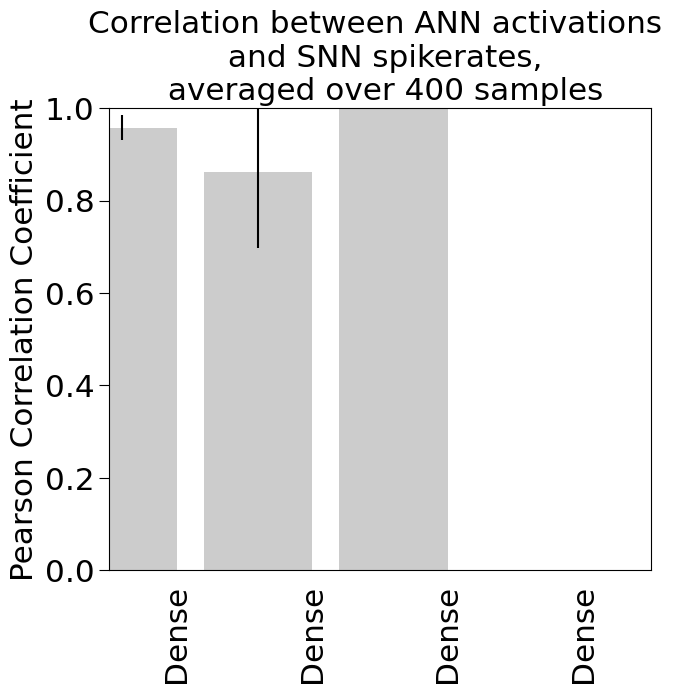 Correlation between ANN activations
and SNN spikerates,
averaged over 400 samples
Pearson Correlation Coefficient
1.0
0.8
0.6
0.4
0.2
0.0
Dense
Dense
Dense
Dense